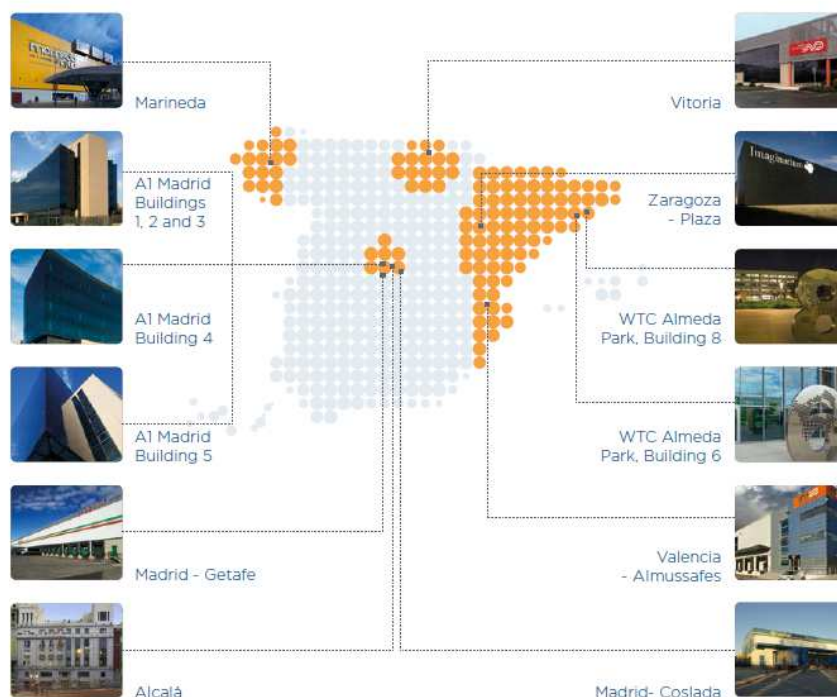 Marineda
A1 Madrid
Buildings
1, 2 and 3
A1 Madrid
Building 4
A1 Madrid
Building 5
Madrid - Getafe
Alcalá
Vitoria
Imaginarium
Zaragoza
- Plaza
WTC Almeda
Park, Building 8
WTC Almeda
Park, Building 6
Valencia
- Almussafes
Madrid- Coslada